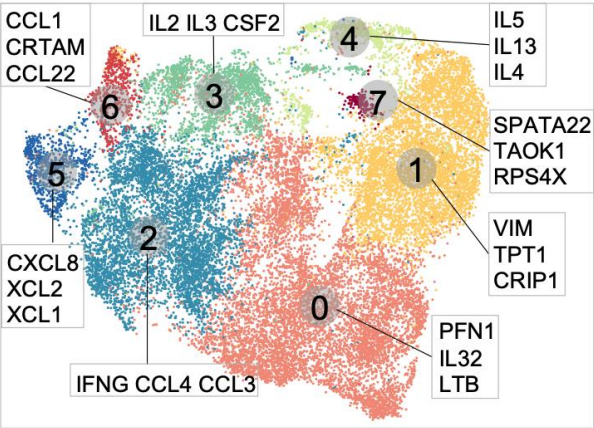 CCL1
CRTAM
CCL22
IL2 IL3 CSF2
IL5
IL13
IL4
4
3
6
7
SPATA22
TAOK1
RPS4X
5
1
2
VIM
TPT1
CRIP1
CXCL8
XCL2
XCL1
0
PFN1
IL32
LTB
IFNG CCL4 CCL3